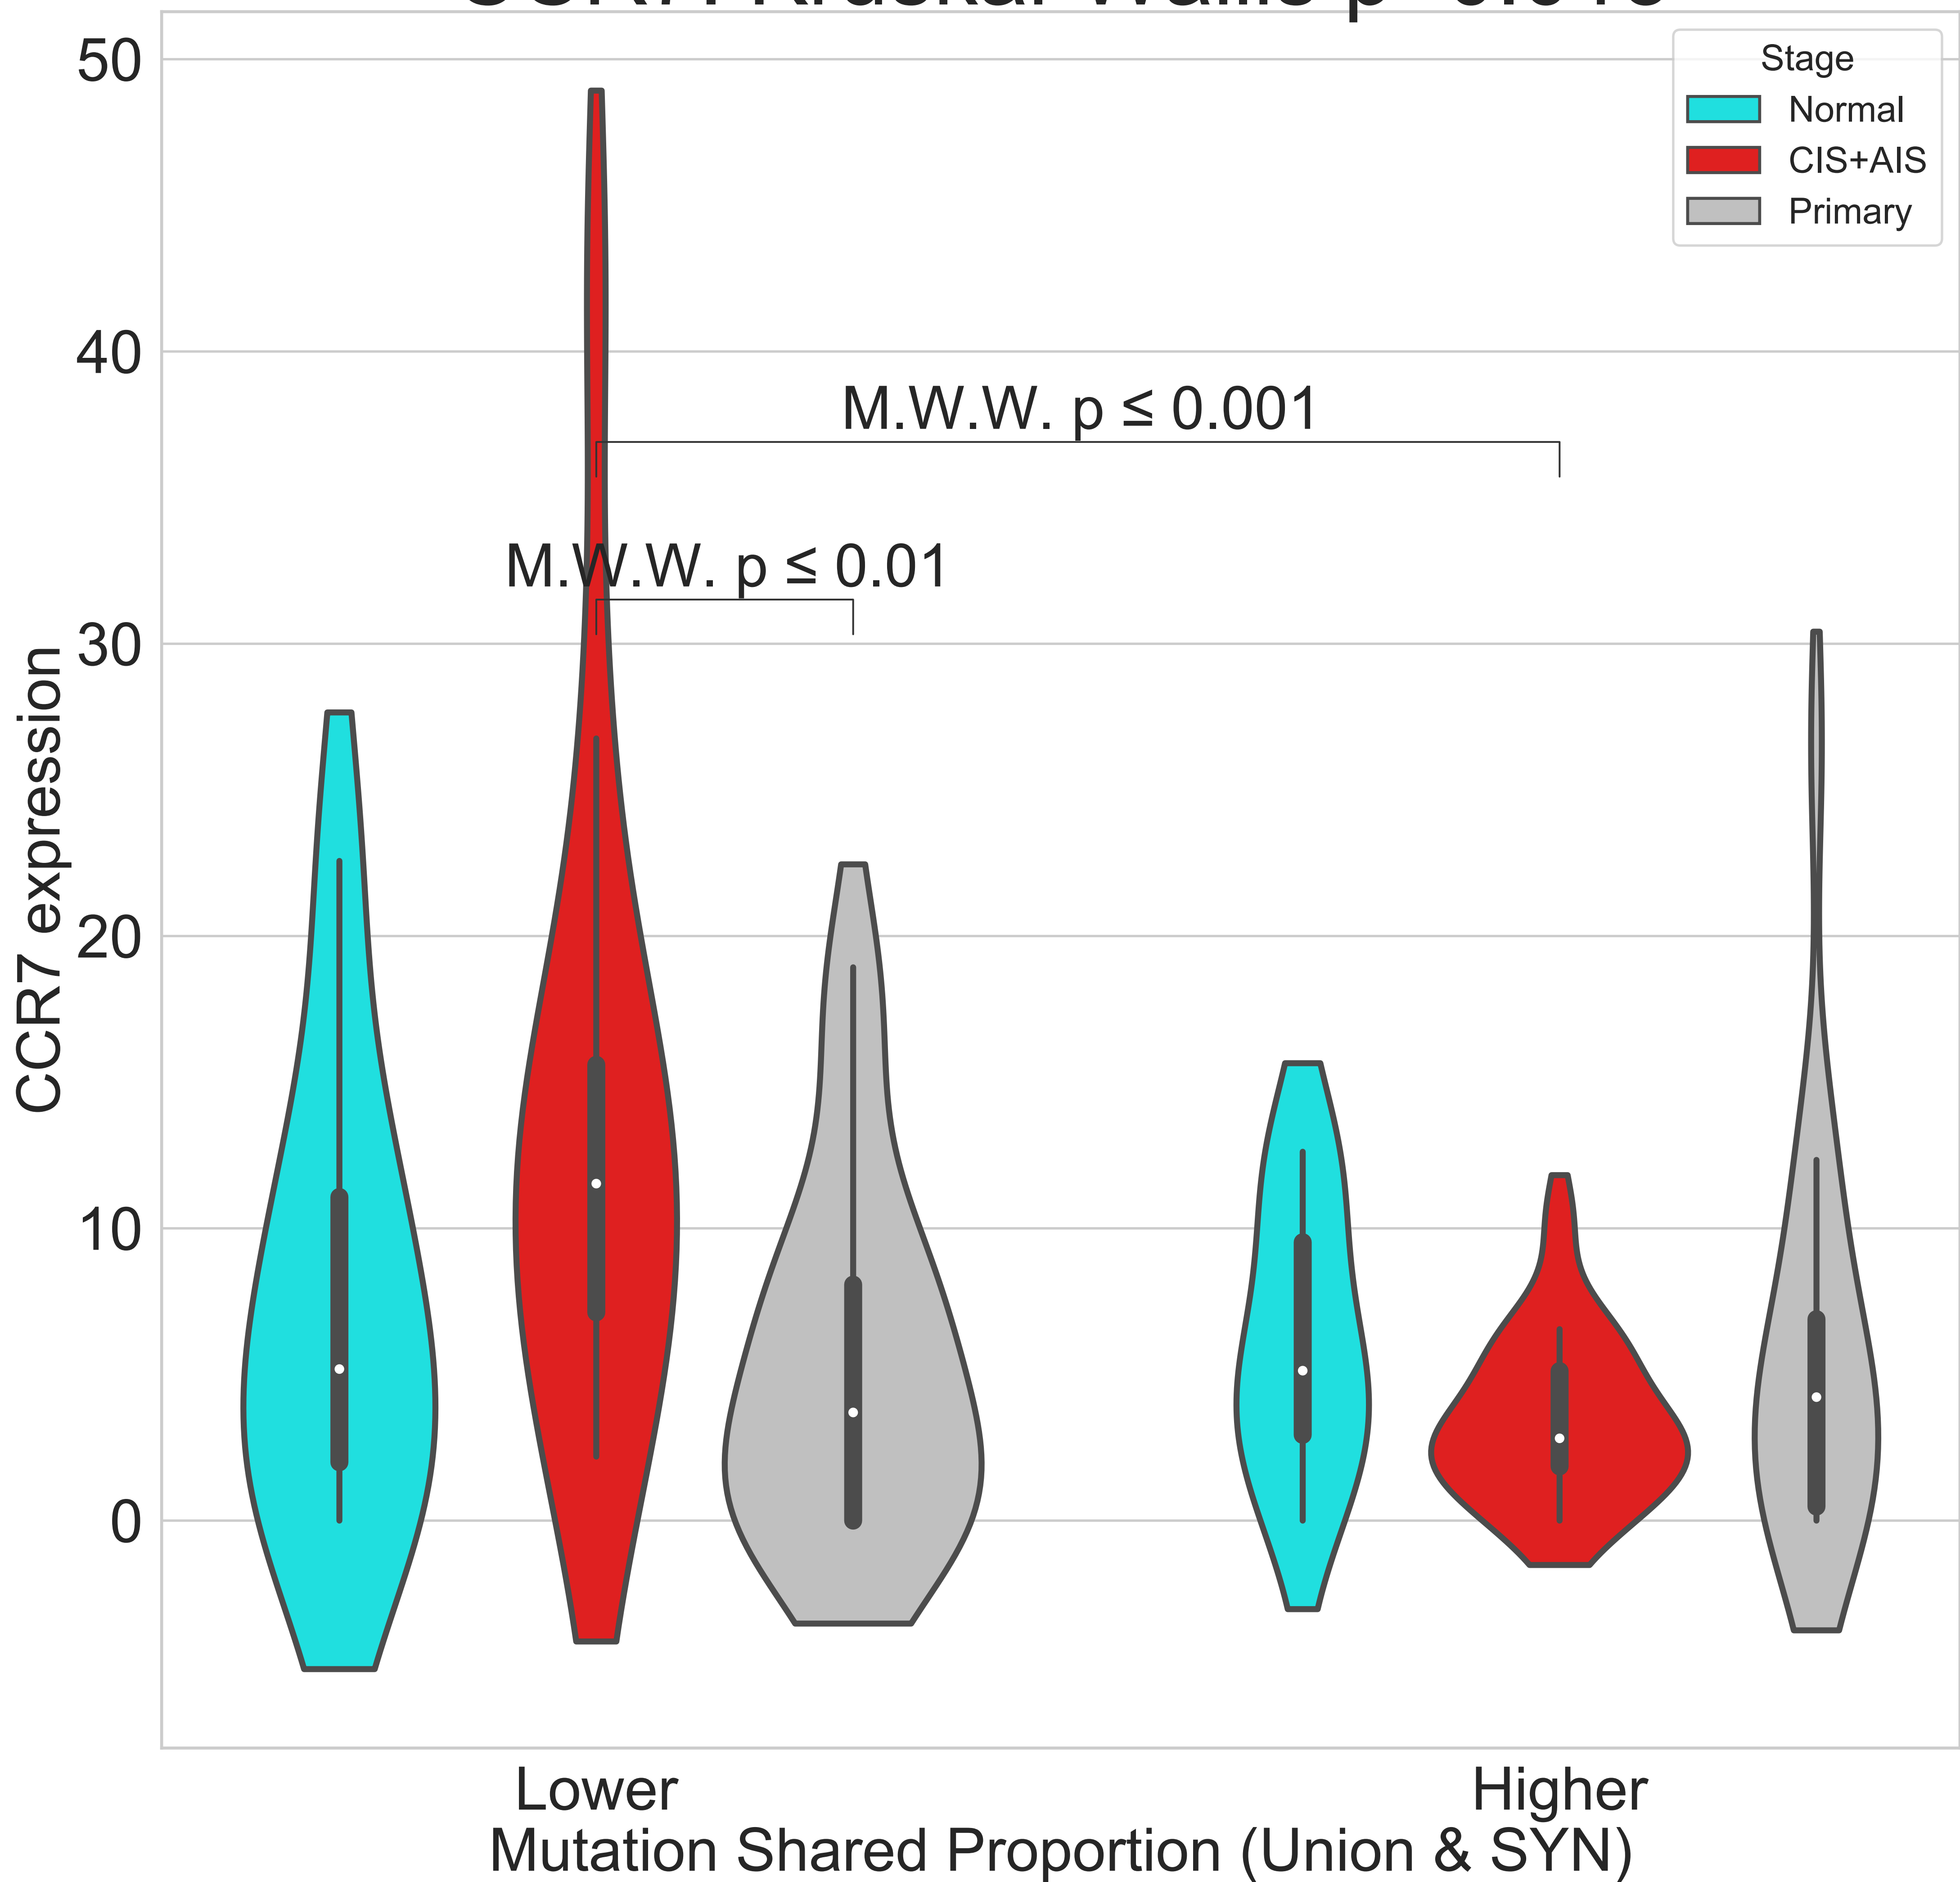 50
40
30
20
10
0
CCR7 expression
Stage
Normal
CIS+AIS
Primary
M.W.W. p ≤ 0.001
M.W.W. p ≤ 0.01
Lower
Higher
Mutation Shared Proportion (Union & SYN)